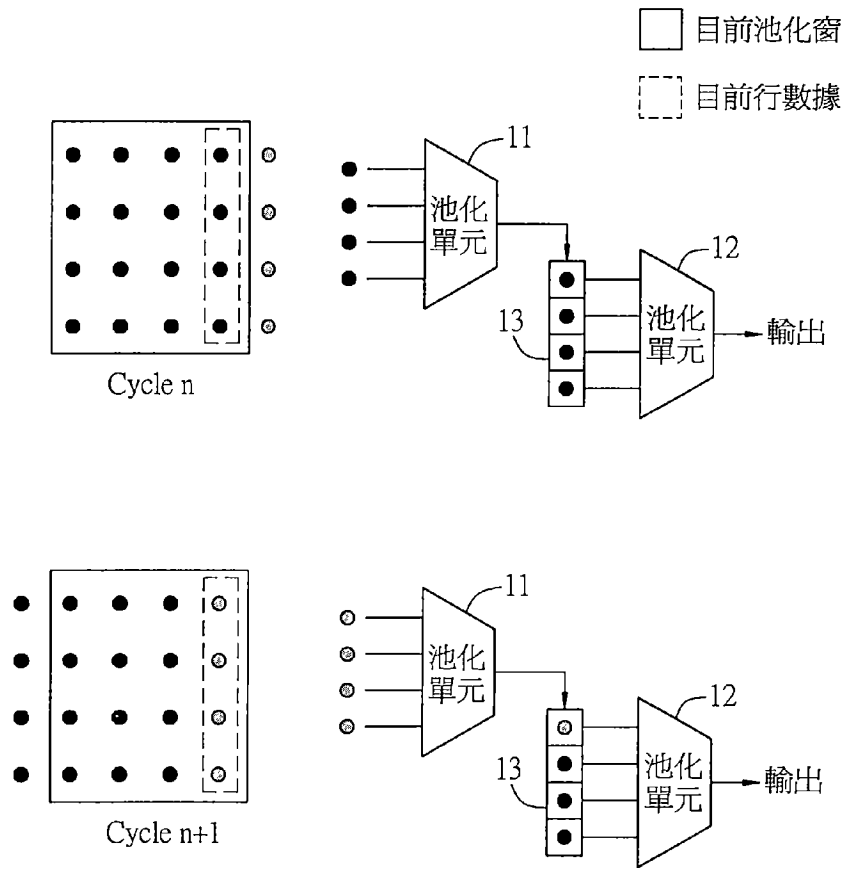 目前池化窗
目前行數據
11
池化
單元
12
13
池化
單元
輸出
Cycle n
11
池化
單元
12
13
池化
單元
輸出
Cycle n+1